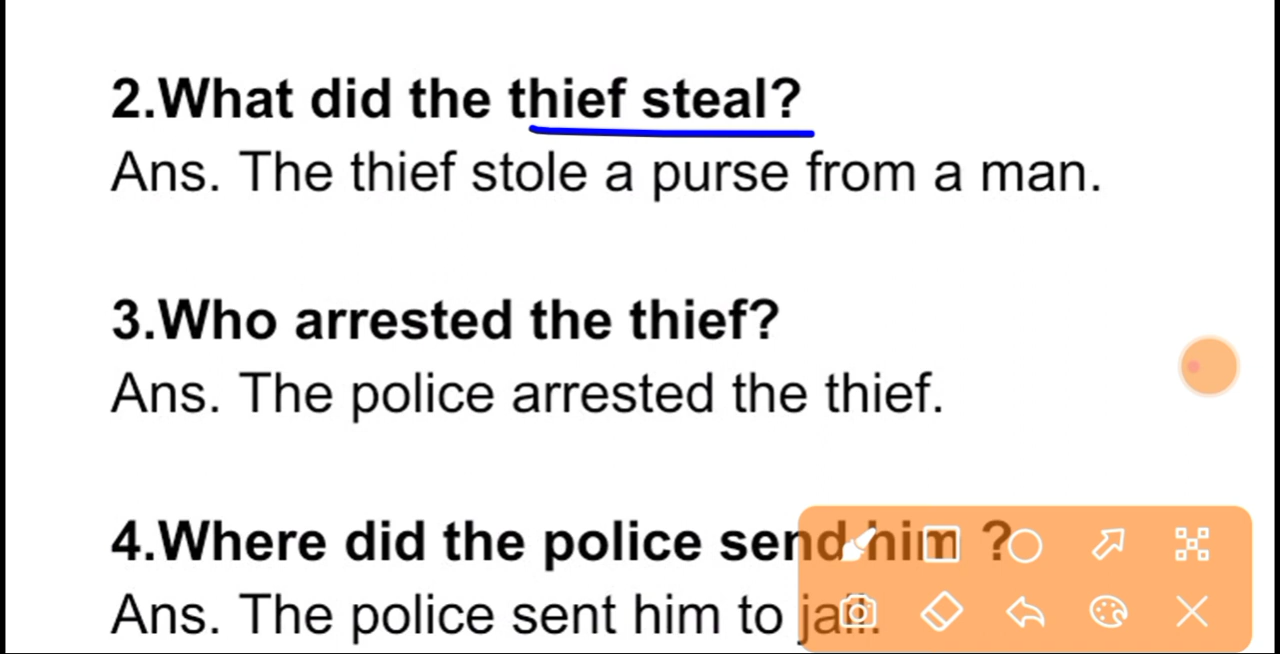 2.What did the thief steal?
Ans. The thief stole a purse from a man.
3.Who arrested the thief?
Ans. The police arrested the thief.
4.Where did the police send him ?
Ans. The police sent him to jail.